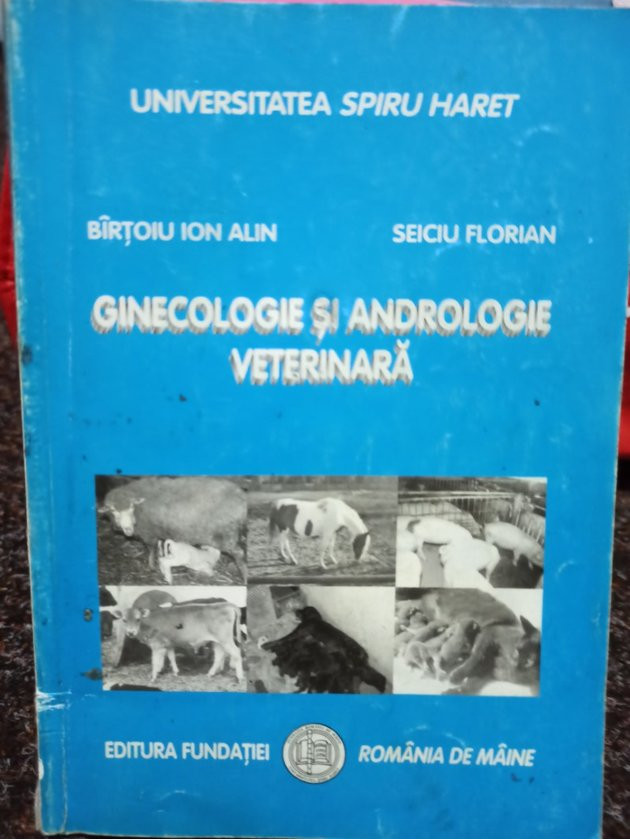 UNIVERSITATEA SPIRU HARET
BÎRȚOIU ION ALIN SEICIU FLORIAN
GINECOLOGIE ȘI ANDROLOGIE
VETERINARĂ
EDITURA FUNDAȚIEI ROMÂNIA DE MÂINE